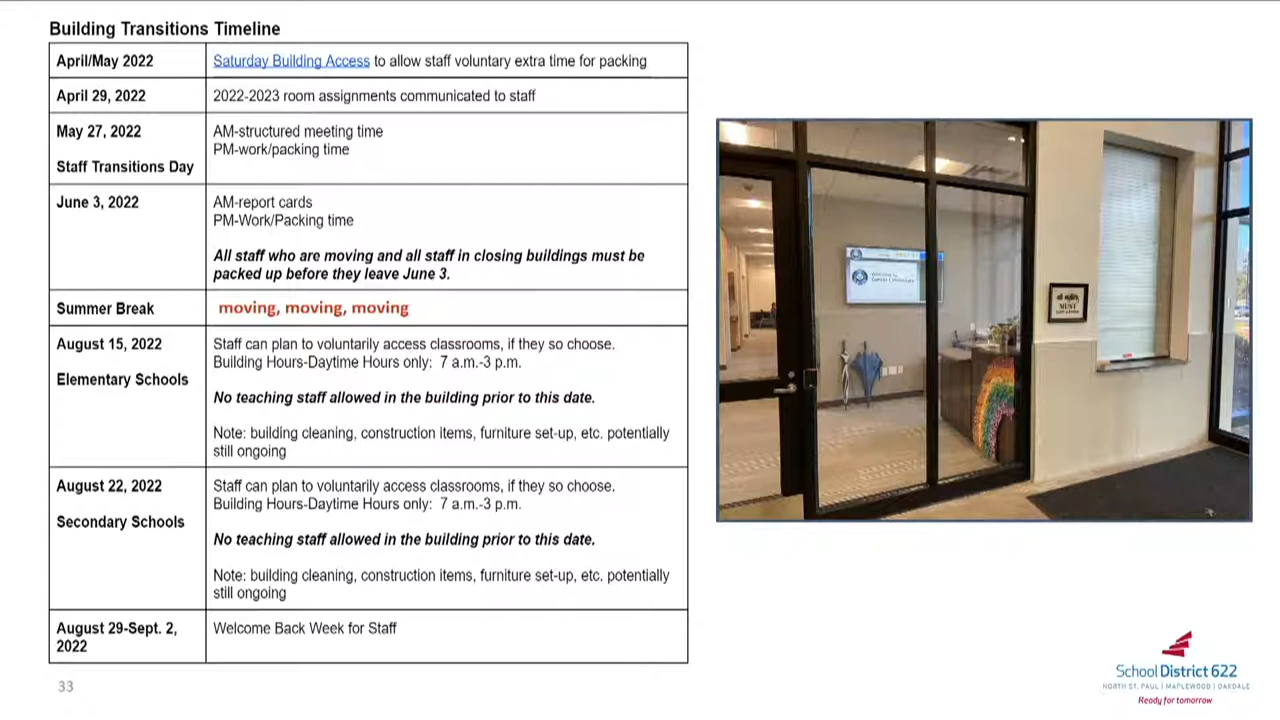 Building Transitions Timeline
April/May 2022
Saturday Building Access to allow staff voluntary extra time for packing
April 29, 2022
2022-2023 room assignments communicated to staff
May 27, 2022
Staff Transitions Day
AM-structured meeting time
PM-work/packing time
June 3, 2022
AM-report cards
PM-Work/Packing time
All staff who are moving and all staff in closing buildings must be
packed up before they leave June 3.
Summer Break
moving, moving, moving
August 15, 2022
Elementary Schools
Staff can plan to voluntarily access classrooms, if they so choose.
Building Hours-Daytime Hours only: 7 a.m.-3 p.m.
No teaching staff allowed in the building prior to this date.
Note: building cleaning, construction items, furniture set-up, etc. potentially
still ongoing
August 22, 2022
Secondary Schools
Staff can plan to voluntarily access classrooms, if they so choose.
Building Hours-Daytime Hours only: 7 a.m.-3 p.m.
No teaching staff allowed in the building prior to this date.
Note: building cleaning, construction items, furniture set-up, etc. potentially
still ongoing
August 29-Sept. 2,
2022
Welcome Back Week for Staff
MUST
33
School District 622
NORTH ST. PAUL | MAPLEWOOD | OAKDALE
Ready for tomorrow